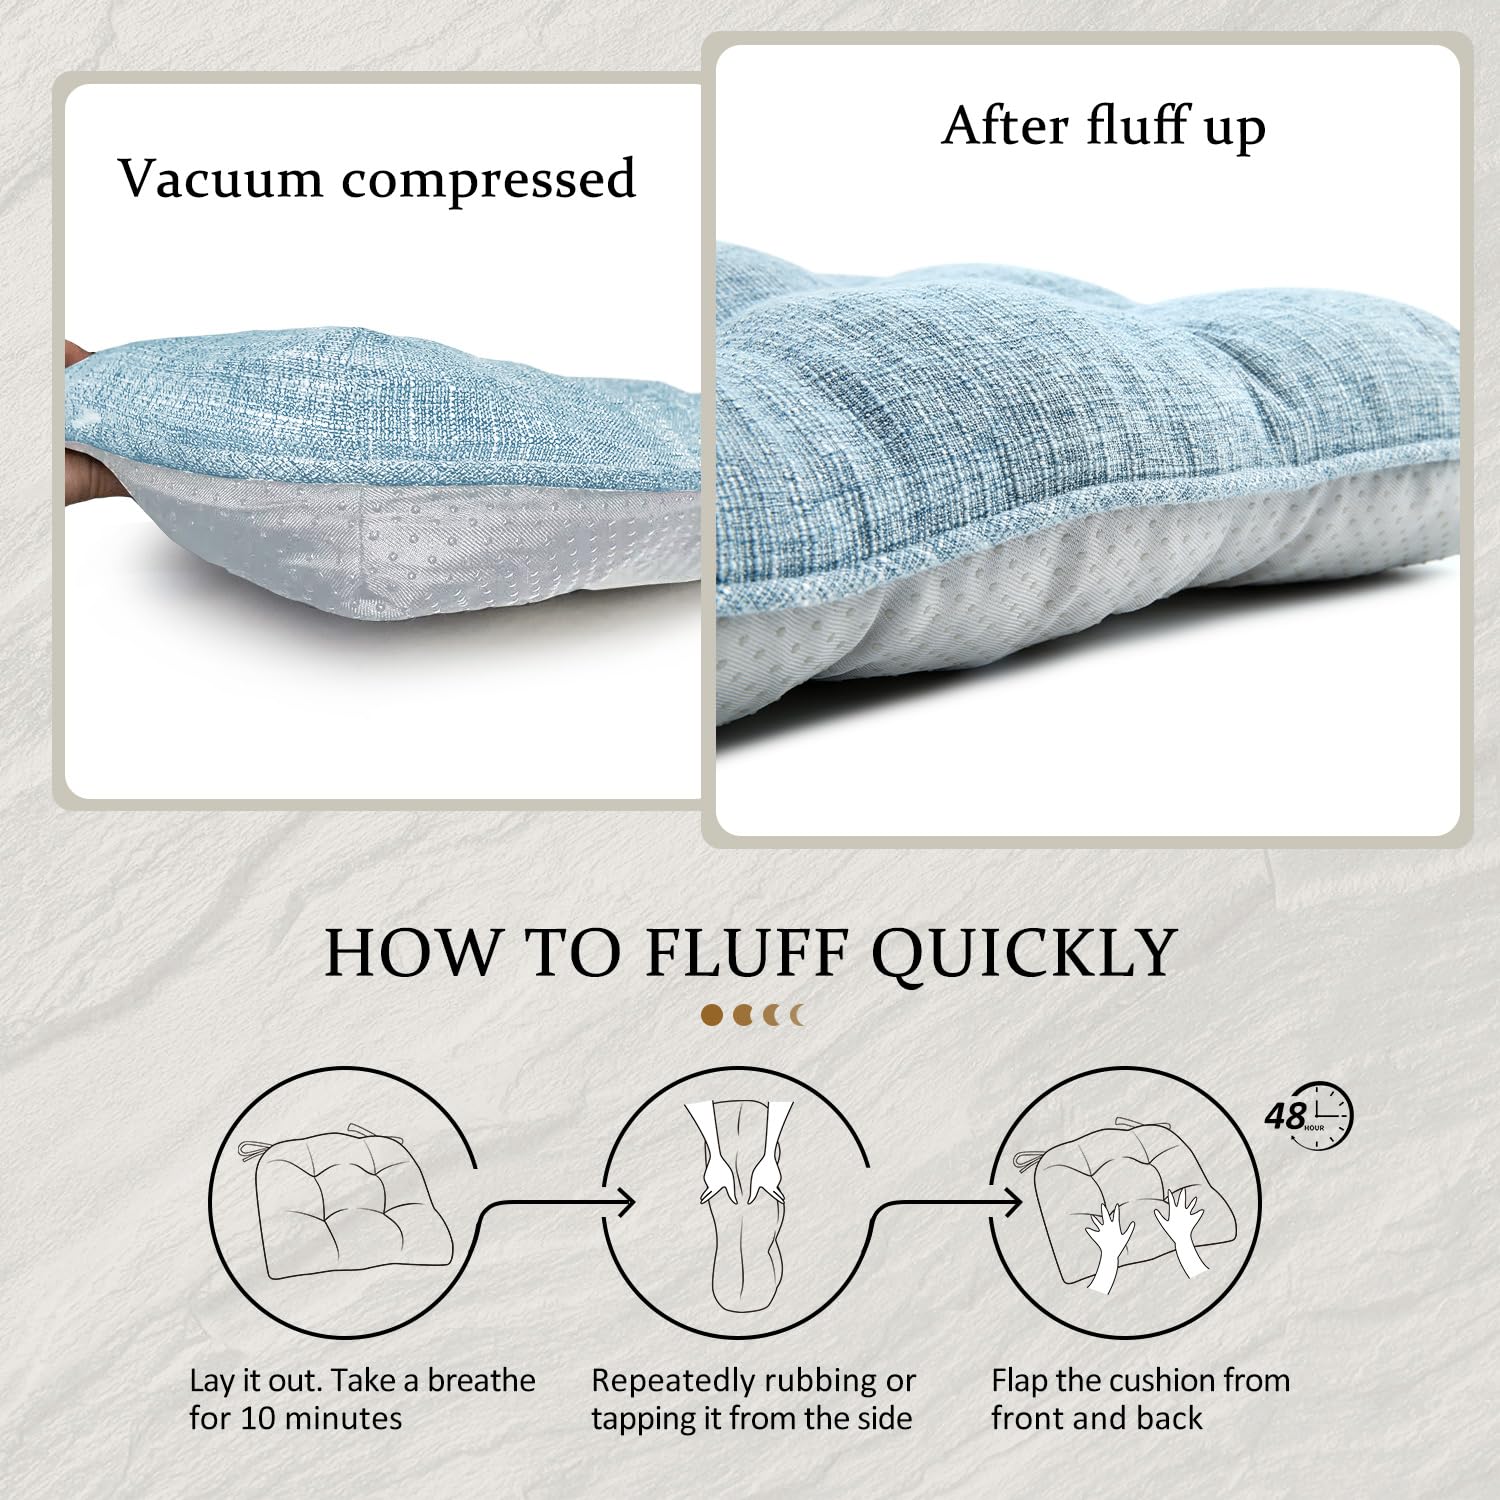 Vacuum compressed
After fluff up
HOW TO FLUFF QUICKLY
48 HOUR
Lay it out. Take a breathe
for 10 minutes
Repeatedly rubbing or
tapping it from the side
Flap the cushion from
front and back